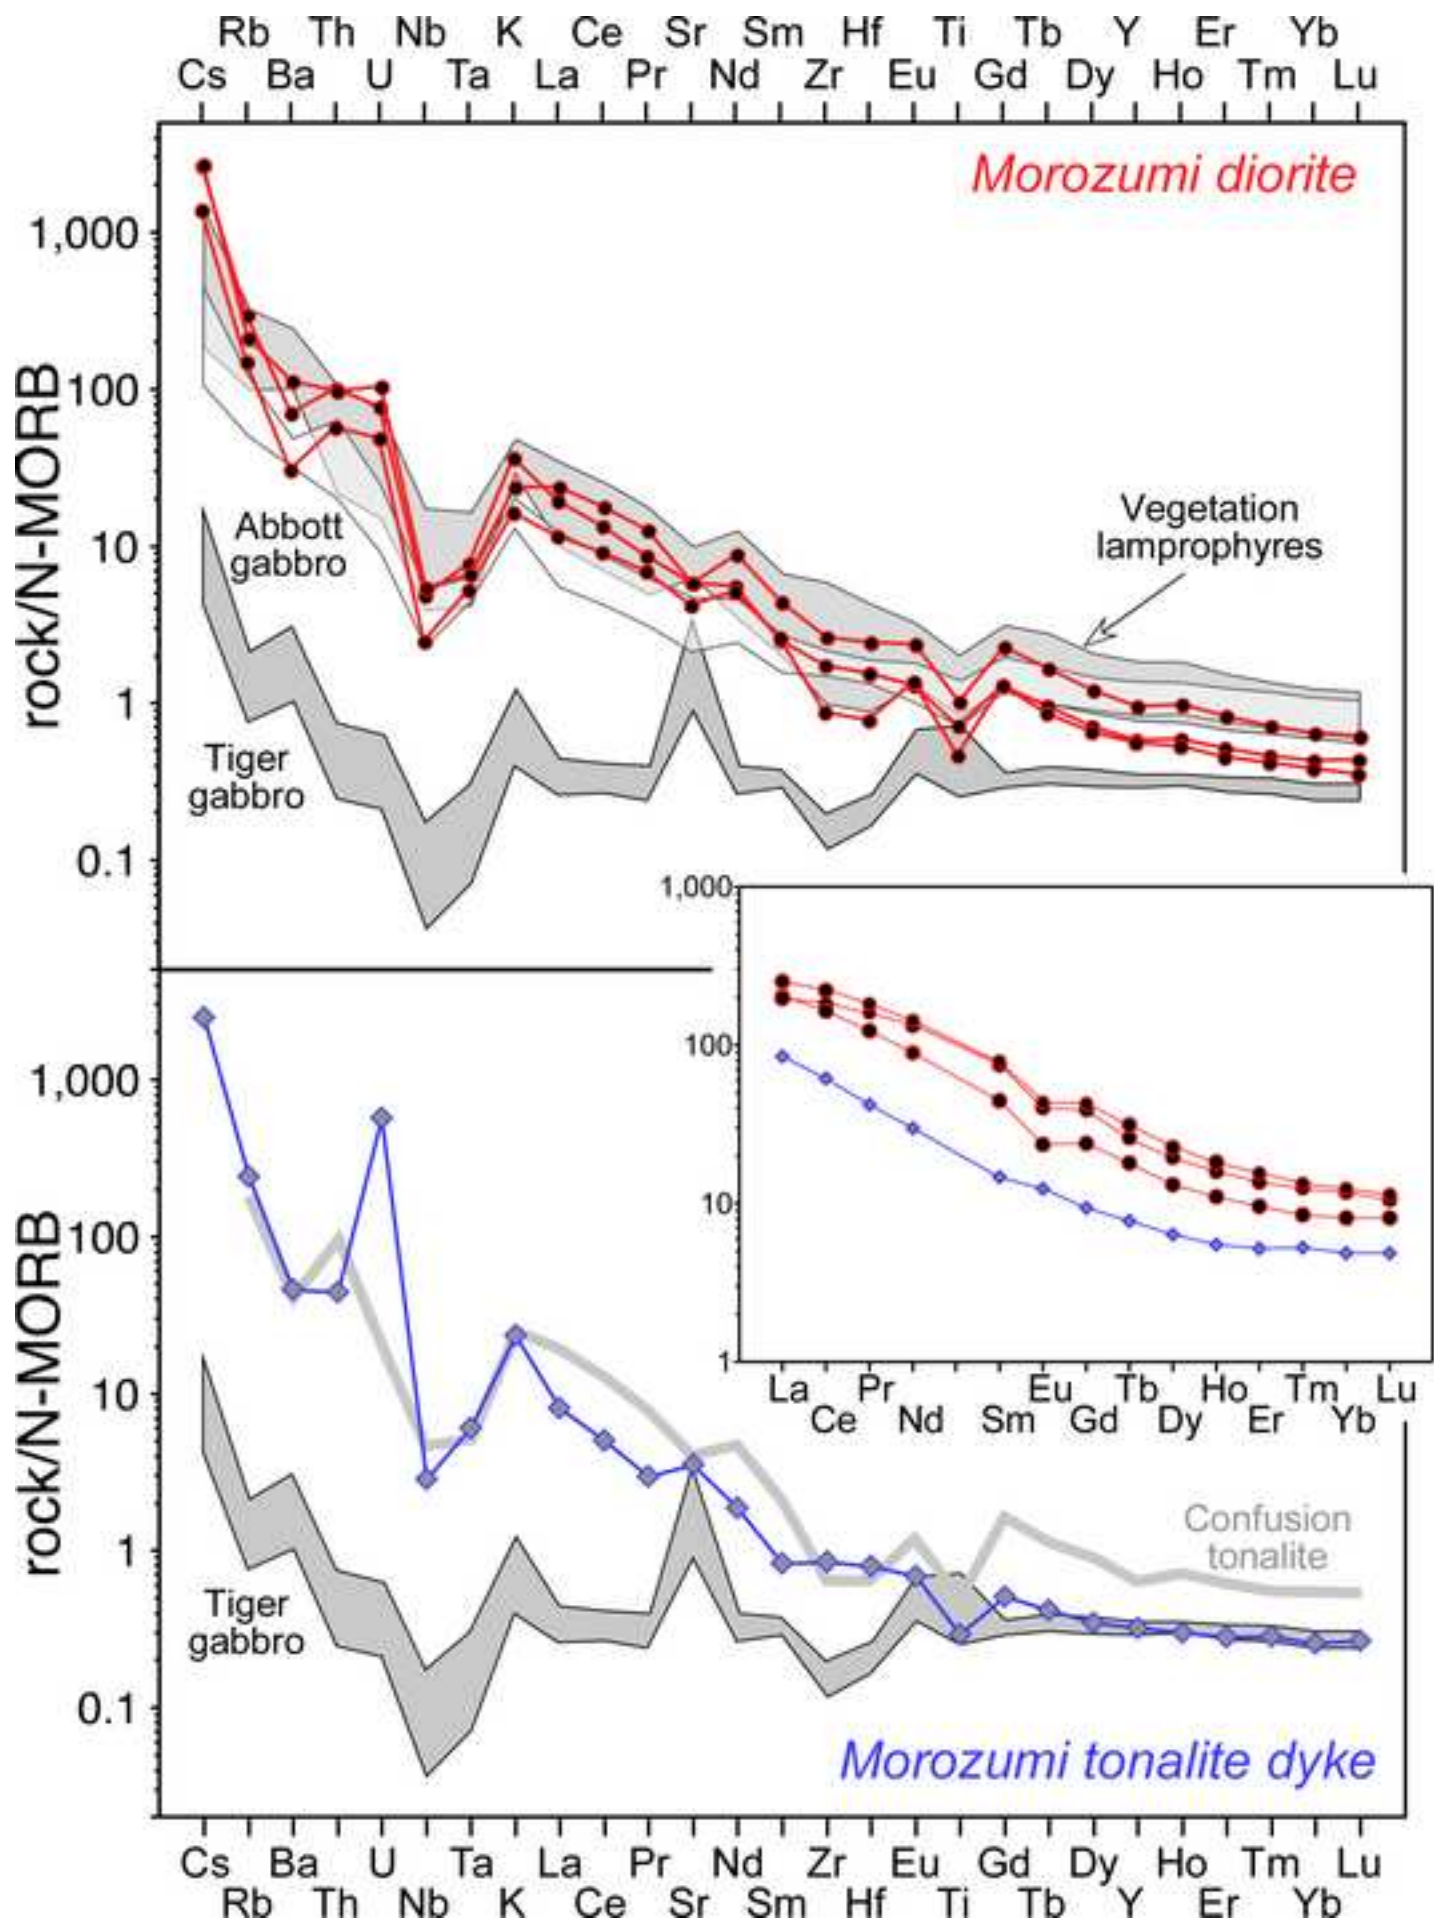 Rb Th Nb K Ce Sr Sm Hf Ti Tb Y Er Yb
Cs Ba U Ta La Pr Nd Zr Eu Gd Dy Ho Tm Lu
Morozumi diorite
1,000
100
10
1
0.1
rock/N-MORB
Abbott
gabbro
Vegetation
lamprophyres
Tiger
gabbro
1,000
100
10
1
La Pr Eu Tb Ho Tm Lu
Ce Nd Sm Gd Dy Er Yb
1,000
100
10
1
0.1
rock/N-MORB
Confusion
tonalite
Tiger
gabbro
Morozumi tonalite dyke
Cs Ba U Ta La Pr Nd Zr Eu Gd Dy Ho Tm Lu
Rb Th Nb K Ce Sr Sm Hf Ti Tb Y Er Yb